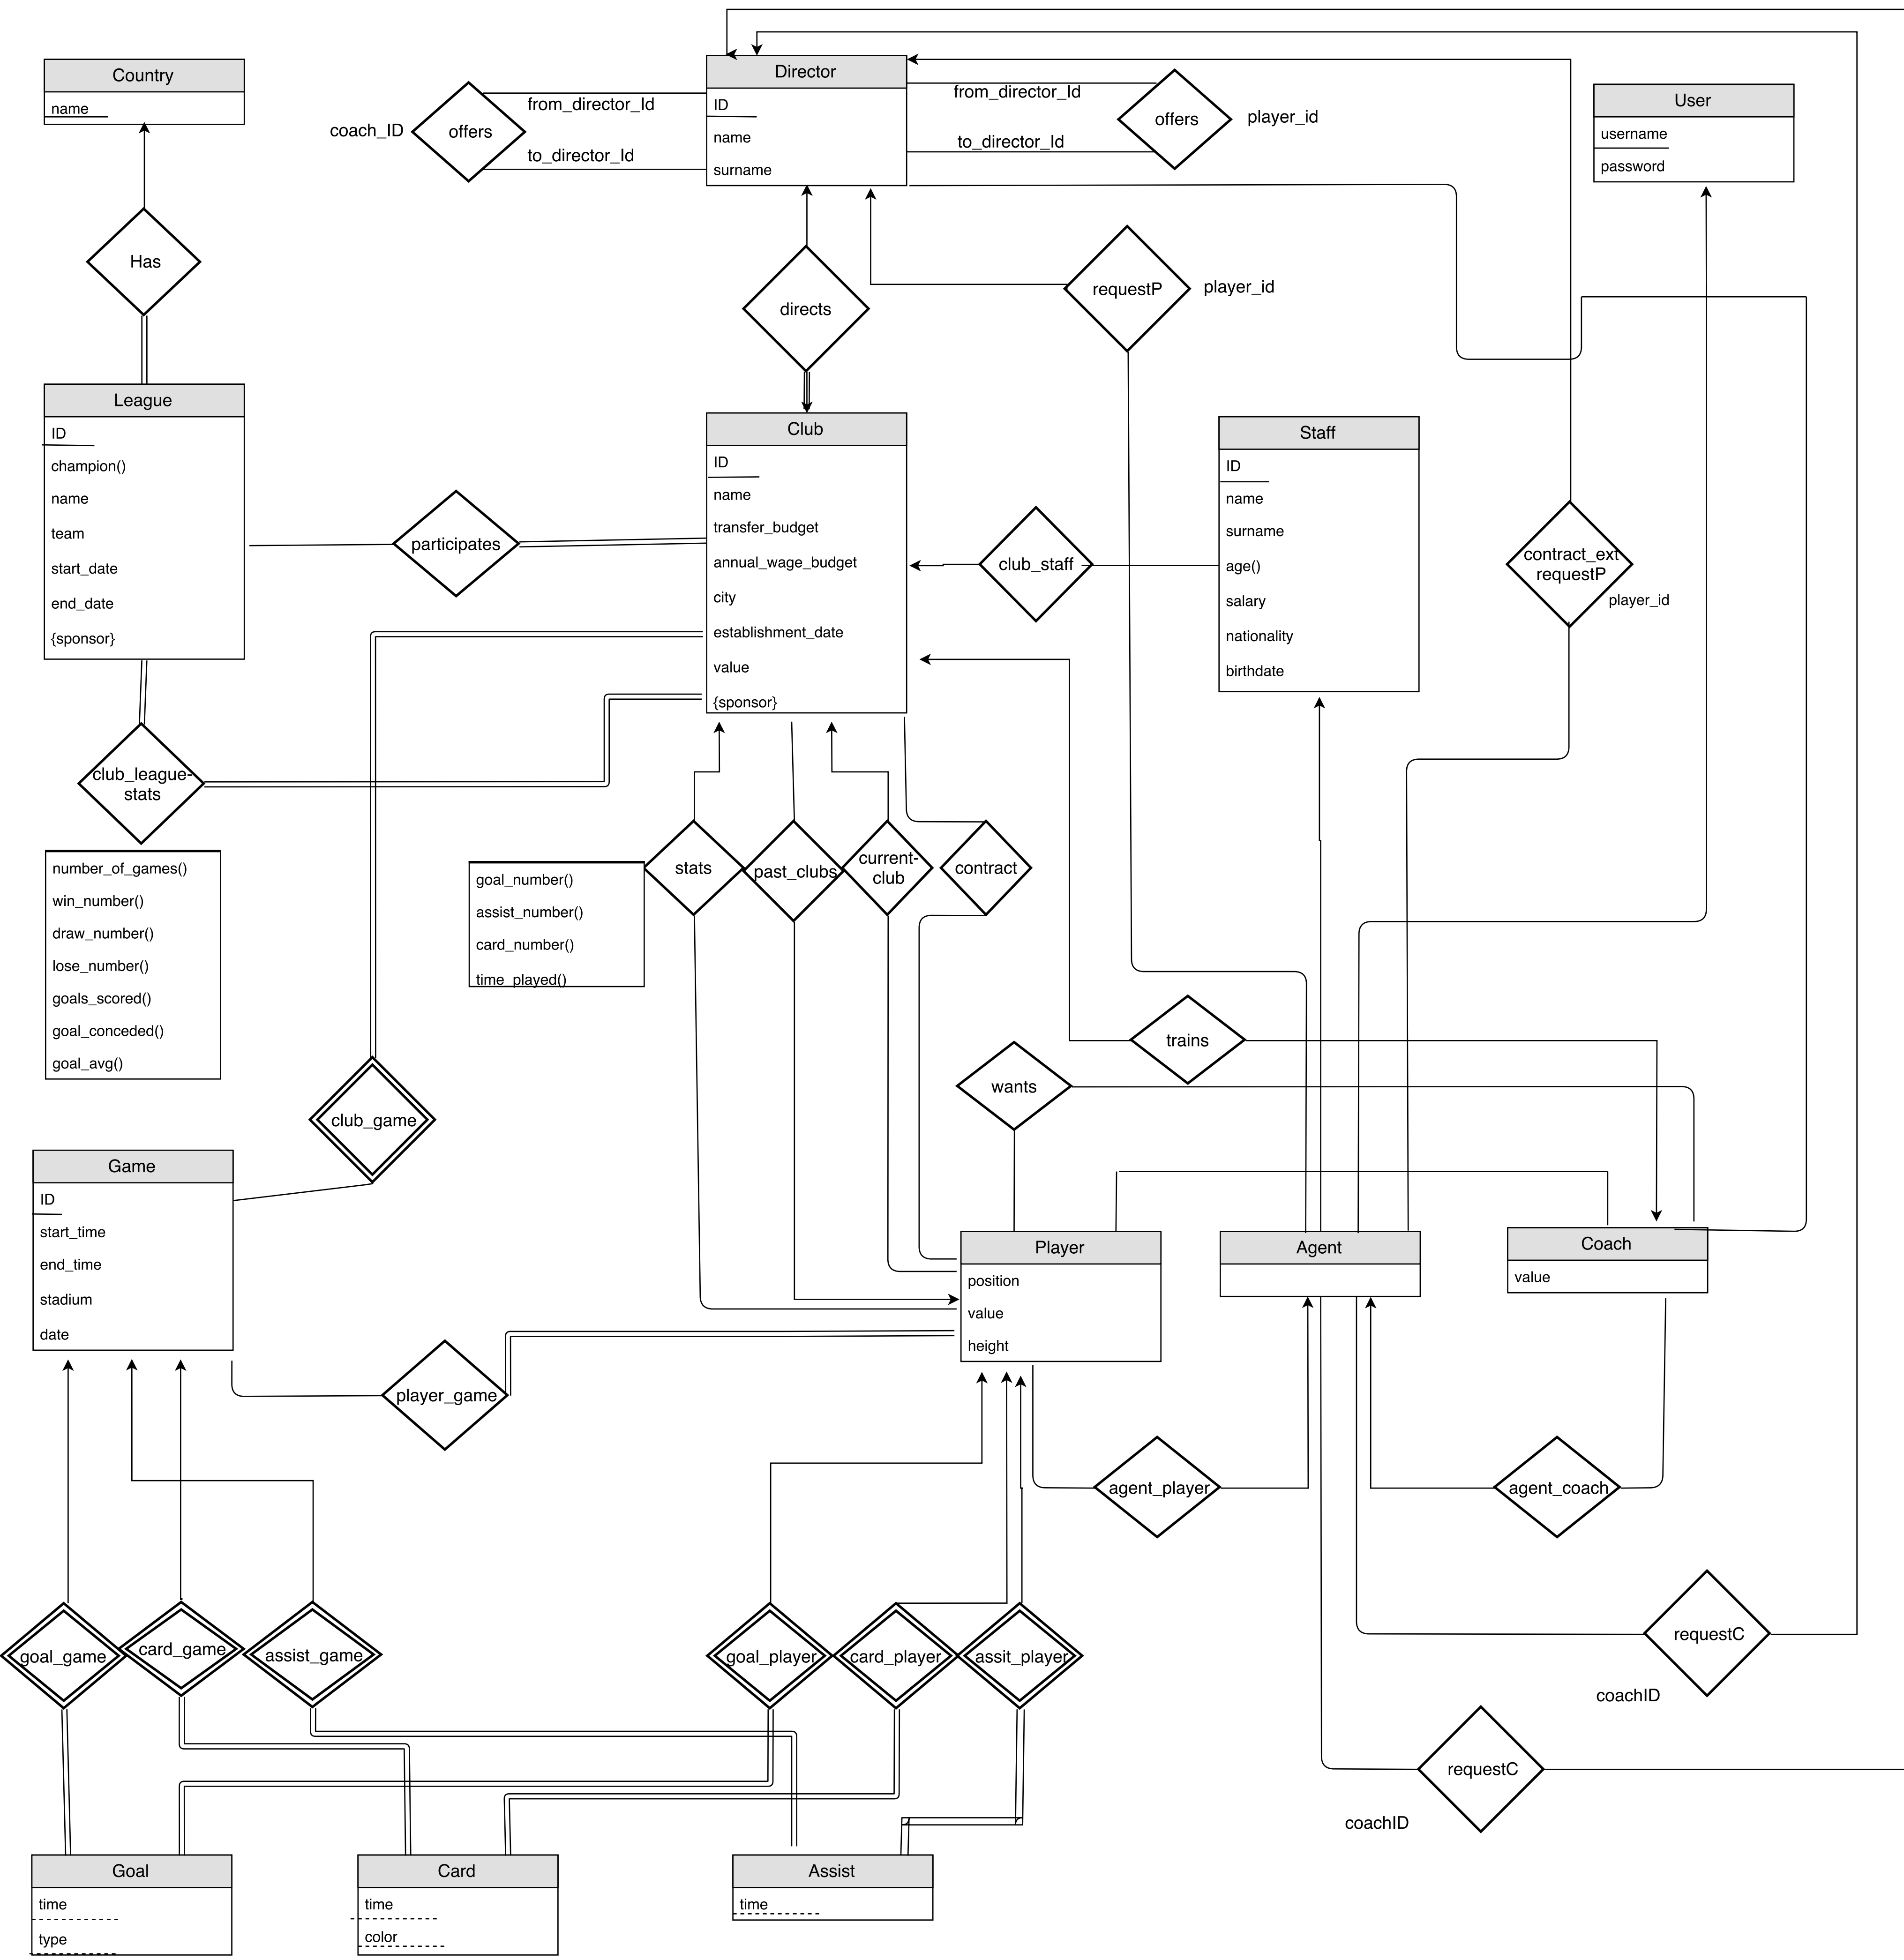 Country
name
Has
coach_ID
offers
from_director_Id
to_director_Id
Director
ID
name
surname
from_director_Id
to_director_Id
offers
player_id
User
username
password
directs
requestP
player_id
League
ID
champion()
name
team
start_date
end_date
{sponsor}
participates
Club
ID
name
transfer_budget
annual_wage_budget
city
establishment_date
value
{sponsor}
club_staff
Staff
ID
name
surname
age()
salary
nationality
birthdate
contract_ext
requestP
player_id
club_league-
stats
number_of_games()
win_number()
draw_number()
lose_number()
goals_scored()
goal_conceded()
goal_avg()
goal_number()
assist_number()
card_number()
time_played()
stats
past_clubs
current-
club
contract
trains
wants
club_game
Game
ID
start_time
end_time
stadium
date
Player
position
value
height
Agent
Coach
value
player_game
agent_player
agent_coach
goal_game
card_game
assist_game
goal_player
card_player
assit_player
requestC
coachID
requestC
coachID
Goal
time
type
Card
time
color
Assist
time